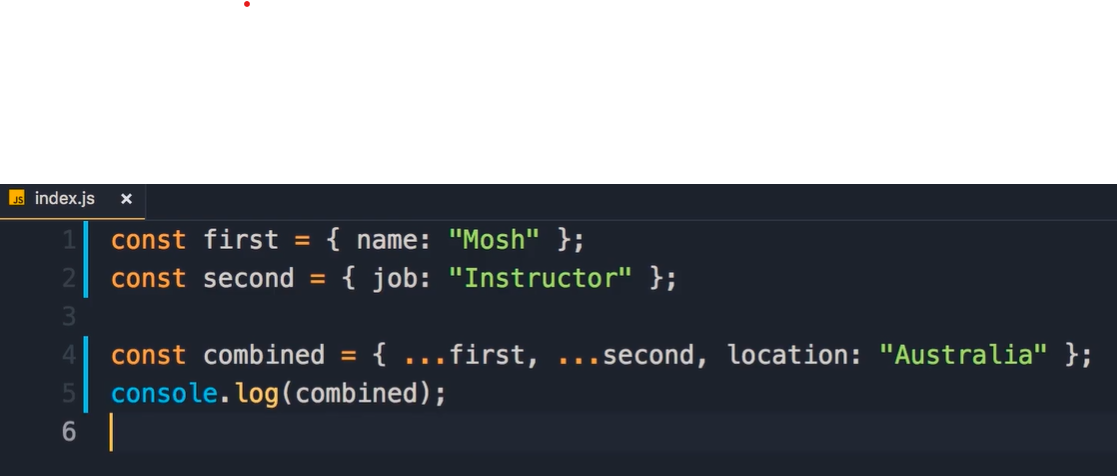 JS index.js ×
1 const first = { name: "Mosh" };
2 const second = { job: "Instructor" };
3
4 const combined = { ...first, ...second, location: "Australia" };
5 console.log(combined);
6